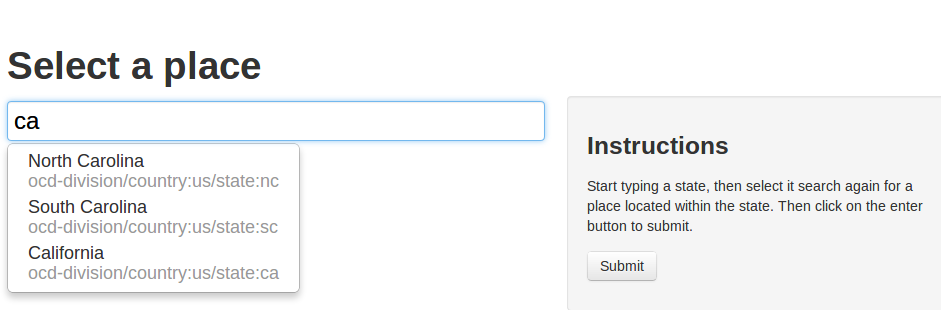 Select a place
ca
North Carolina
ocd-division/country:us/state:nc
South Carolina
ocd-division/country:us/state:sc
California
ocd-division/country:us/state:ca
Instructions
Start typing a state, then select it search again for a
place located within the state. Then click on the enter
button to submit.
Submit